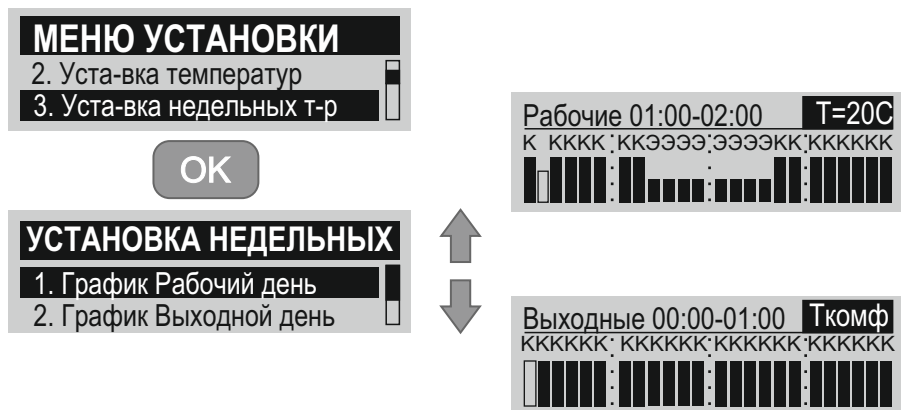 МЕНЮ УСТАНОВКИ
2. Уста-вка температур
3. Уста-вка недельных т-р
OK
УСТАНОВКА НЕДЕЛЬНЫХ
1. График Рабочий день
2. График Выходной день
Рабочие 01:00-02:00 T=20C
К КККК:ККЭЭЭЭ:ЭЭЭЭКК:КККККК
Выходные 00:00-01:00 Tкомф
КККККК:КККККК:КККККК:КККККК